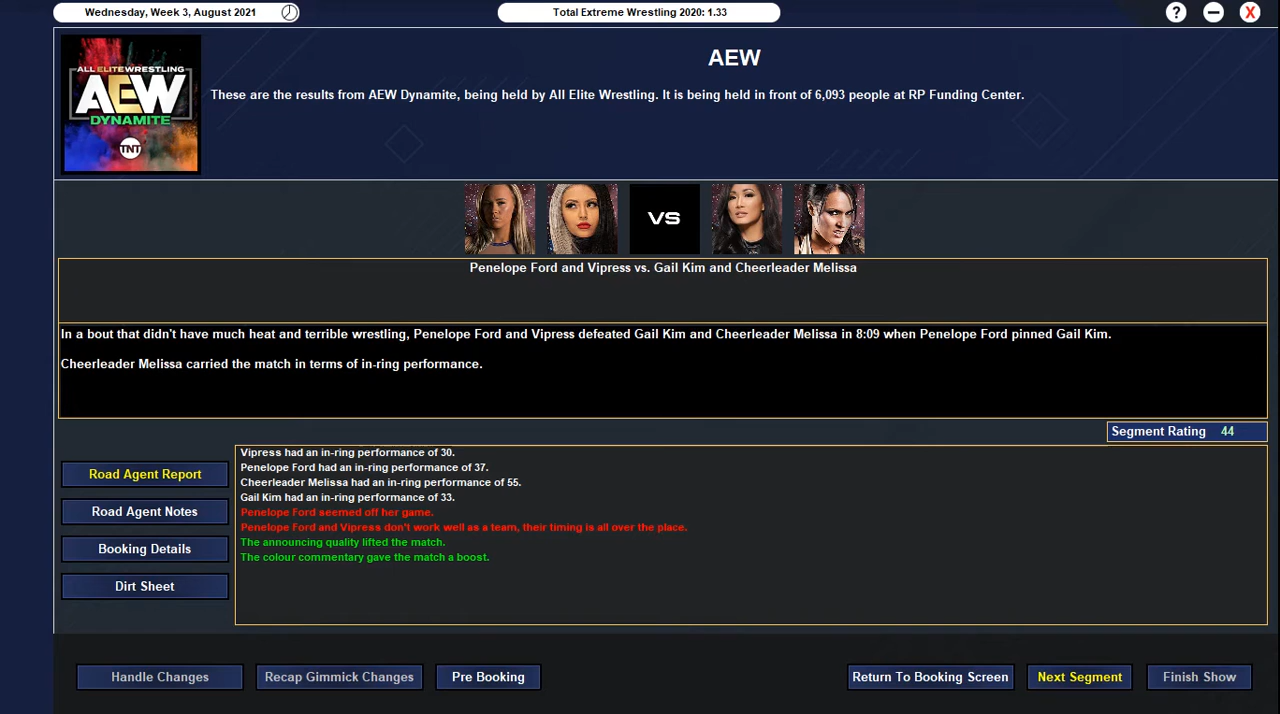 Wednesday, Week 3, August 2021
Total Extreme Wrestling 2020: 1.33
?
X
ALL ELITE WRESTLING
AEW
DYNAMITE
TNT
AEW
These are the results from AEW Dynamite, being held by All Elite Wrestling. It is being held in front of 6,093 people at RP Funding Center.
VS
Penelope Ford and Vipress vs. Gail Kim and Cheerleader Melissa
In a bout that didn't have much heat and terrible wrestling, Penelope Ford and Vipress defeated Gail Kim and Cheerleader Melissa in 8:09 when Penelope Ford pinned Gail Kim.
Cheerleader Melissa carried the match in terms of in-ring performance.
Segment Rating 44
Road Agent Report
Road Agent Notes
Booking Details
Dirt Sheet
Vipress had an in-ring performance of 30.
Penelope Ford had an in-ring performance of 37.
Cheerleader Melissa had an in-ring performance of 55.
Gail Kim had an in-ring performance of 33.
Penelope Ford seemed off her game.
Penelope Ford and Vipress don't work well as a team, their timing is all over the place.
The announcing quality lifted the match.
The colour commentary gave the match a boost.
Handle Changes
Recap Gimmick Changes
Pre Booking
Return To Booking Screen
Next Segment
Finish Show